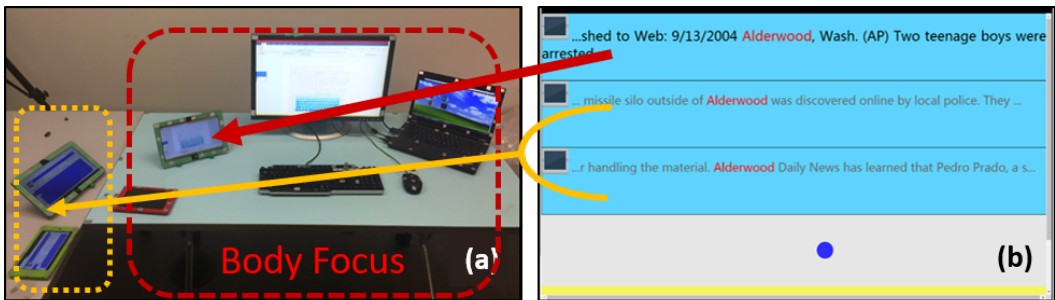 Body Focus
(a)
...shed to Web: 9/13/2004 Alderwood, Wash. (AP) Two teenage boys were
arrested
... missile silo outside of Alderwood was discovered online by local police. They ...
...r handling the material. Alderwood Daily News has learned that Pedro Prado, a s...
(b)